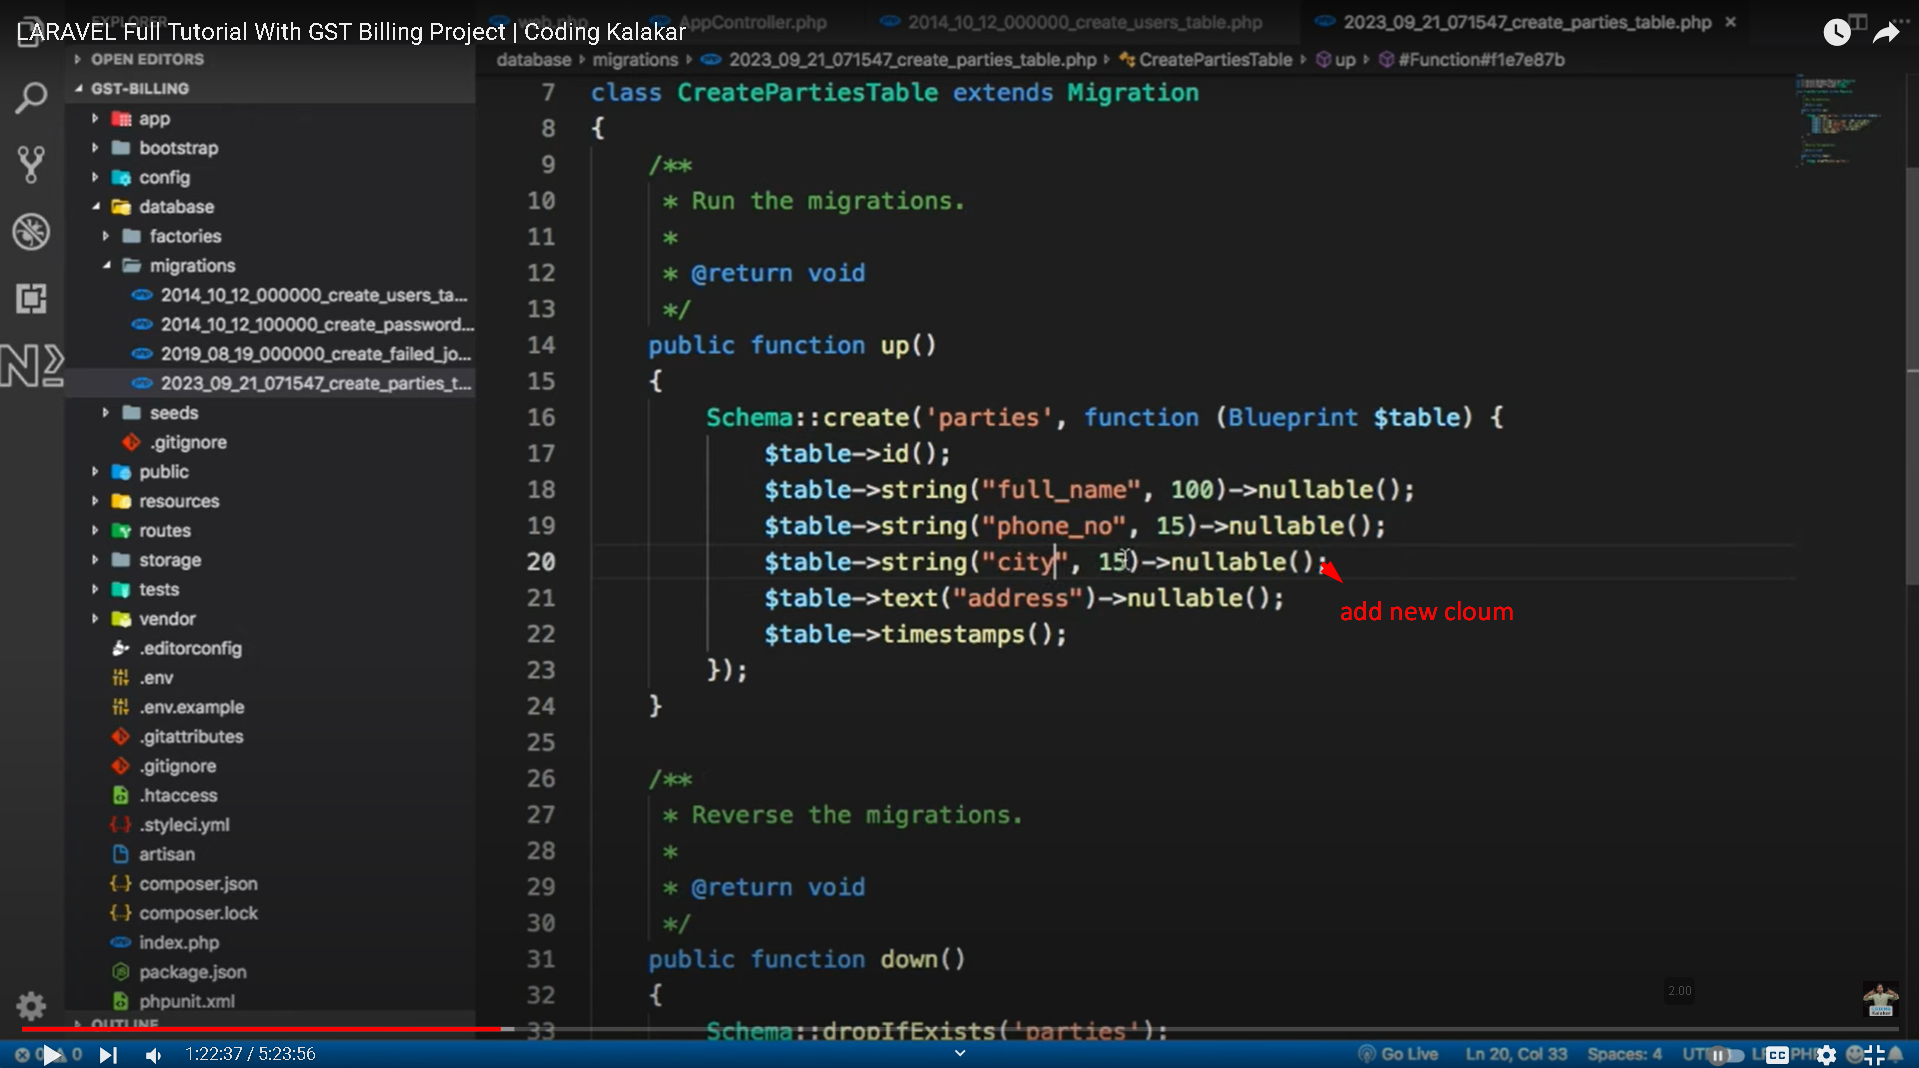 LARAVEL Full Tutorial With GST Billing Project | Coding Kalakar
AppController.php
2014_10_12_000000_create_users_table.php
2023_09_21_071547_create_parties_table.php
OPEN EDITORS
database
migrations
2023_09_21_071547_create_parties_table.php
CreatePartiesTable
up
#Function#f1e7e87b
GST-BILLING
app
bootstrap
config
database
factories
migrations
2014_10_12_000000_create_users_ta...
2014_10_12_100000_create_password...
2019_08_19_000000_create_failed_jo...
2023_09_21_071547_create_parties_t...
seeds
.gitignore
public
resources
routes
storage
tests
vendor
.editorconfig
.env
.env.example
.gitattributes
.gitignore
.htaccess
.styleci.yml
artisan
composer.json
composer.lock
index.php
package.json
phpunit.xml
OUTLINE
7 class CreatePartiesTable extends Migration
8 {
9 /**
10 * Run the migrations.
11 *
12 * @return void
13 */
14 public function up()
15 {
16 Schema::create('parties', function (Blueprint $table) {
17 $table->id();
18 $table->string("full_name", 100)->nullable();
19 $table->string("phone_no", 15)->nullable();
20 $table->string("city", 15)->nullable();
21 $table->text("address")->nullable();
add new cloum
22 $table->timestamps();
23 });
24 }
25
26 /**
27 * Reverse the migrations.
28 *
29 * @return void
30 */
31 public function down()
32 {
33 Schema::dropIfExists('parties');
2.00
1:22:37 / 5:23:56
Go Live
Ln 20, Col 33
Spaces: 4
CC